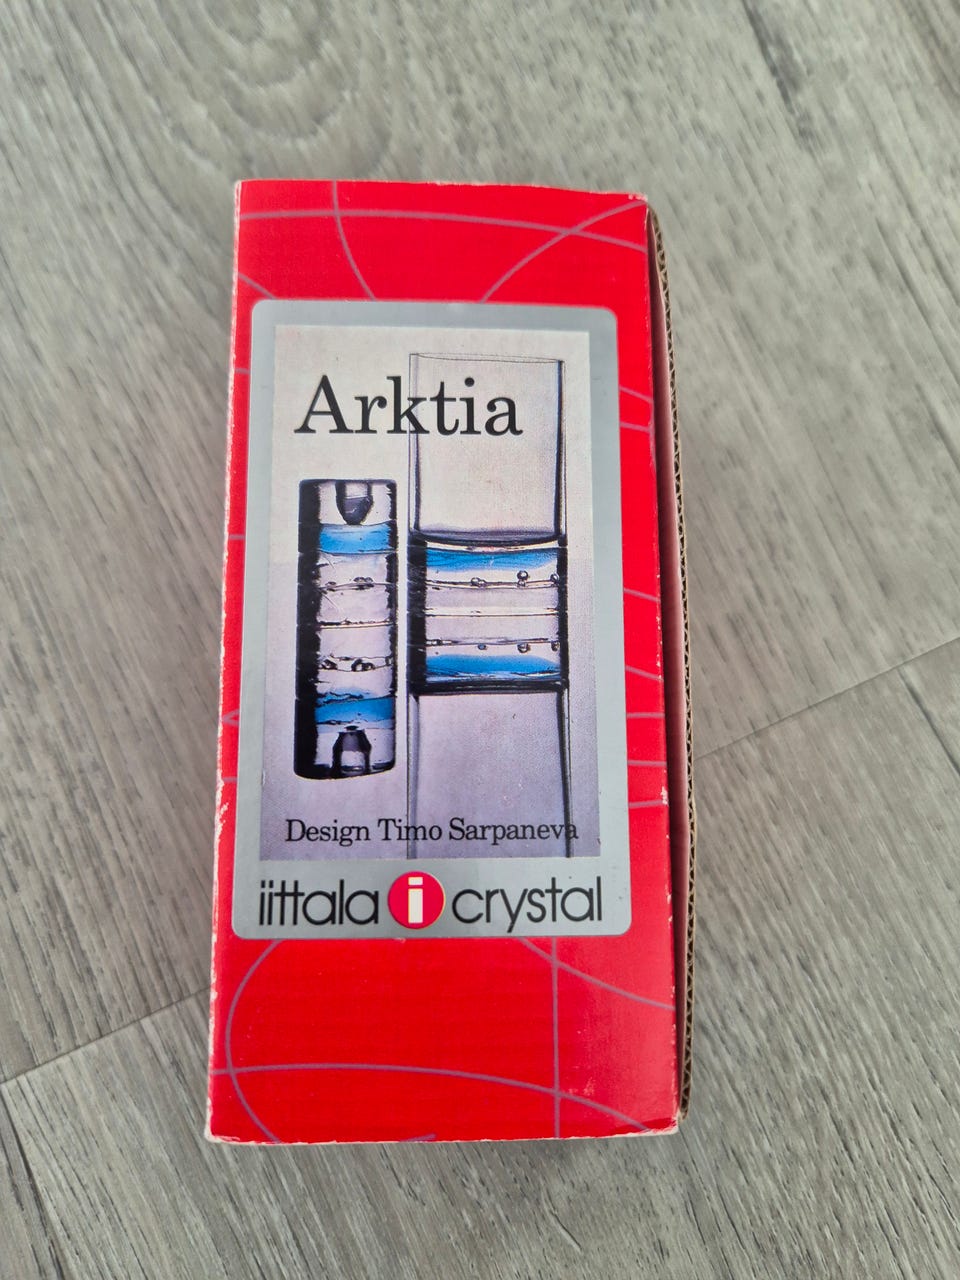 Arktia
Design Timo Sarpaneva
iittala i crystal